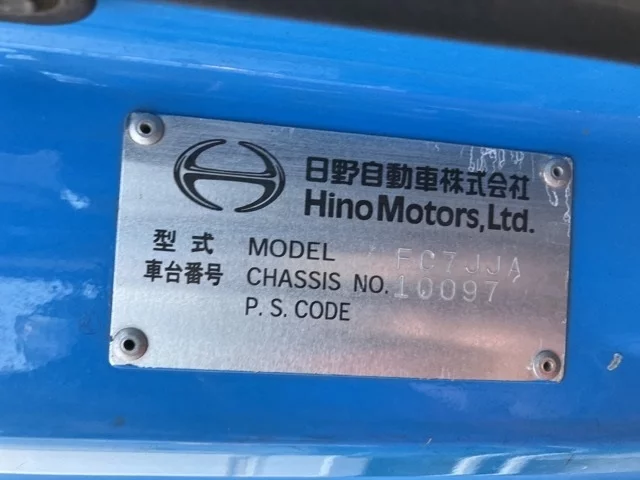 日野自動車株式会社
Hino Motors, Ltd.
型式 MODEL FC7JJA
車台番号 CHASSIS NO. 10097
P. S. CODE